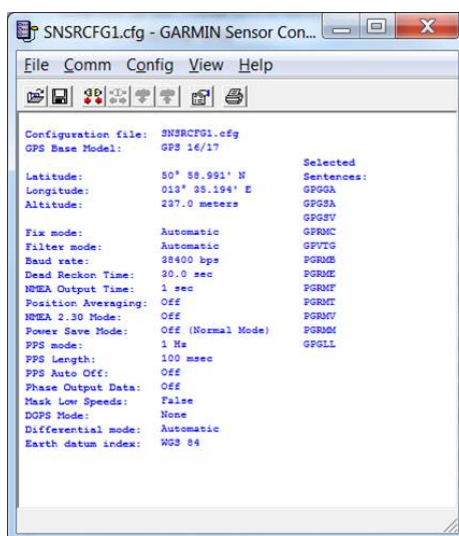 SNSRCFG1.cfg - GARMIN Sensor Con...
File Comm Config View Help
Configuration file: SNSRCFG1.cfg
GPS Base Model: GPS 16/17
Selected
Latitude: 50° 58.991' N Sentences:
Longitude: 013° 35.194' E GPGGA
Altitude: 237.0 meters GPGSA
GPGSV
Fix mode: Automatic GPRMC
Filter mode: Automatic GPVTG
Baud rate: 38400 bps PGRMB
Dead Reckon Time: 30.0 sec PGRME
NMEA Output Time: 1 sec PGRMF
Position Averaging: Off PGRMT
NMEA 2.30 Mode: Off PGRMV
Power Save Mode: Off (Normal Mode) PGRMM
PPS mode: 1 Hz GPGLL
PPS Length: 100 msec
PPS Auto Off: Off
Phase Output Data: Off
Mask Low Speeds: False
DGPS Mode: None
Differential mode: Automatic
Earth datum index: WGS 84